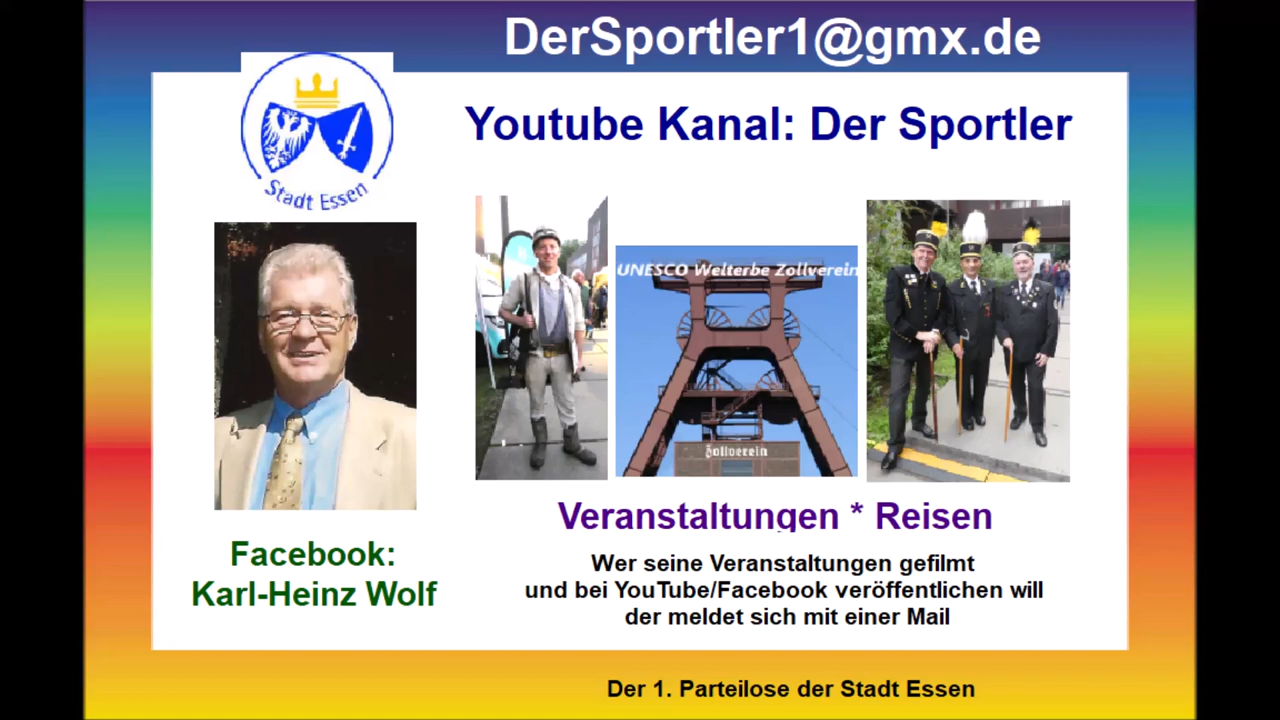 DerSportler1@gmx.de
Youtube Kanal: Der Sportler
Stadt Essen
UNESCO Welterbe Zollverein
Zollverein
Veranstaltungen * Reisen
Facebook:
Karl-Heinz Wolf
Wer seine Veranstaltungen gefilmt
und bei YouTube/Facebook veröffentlichen will
der meldet sich mit einer Mail
Der 1. Parteilose der Stadt Essen